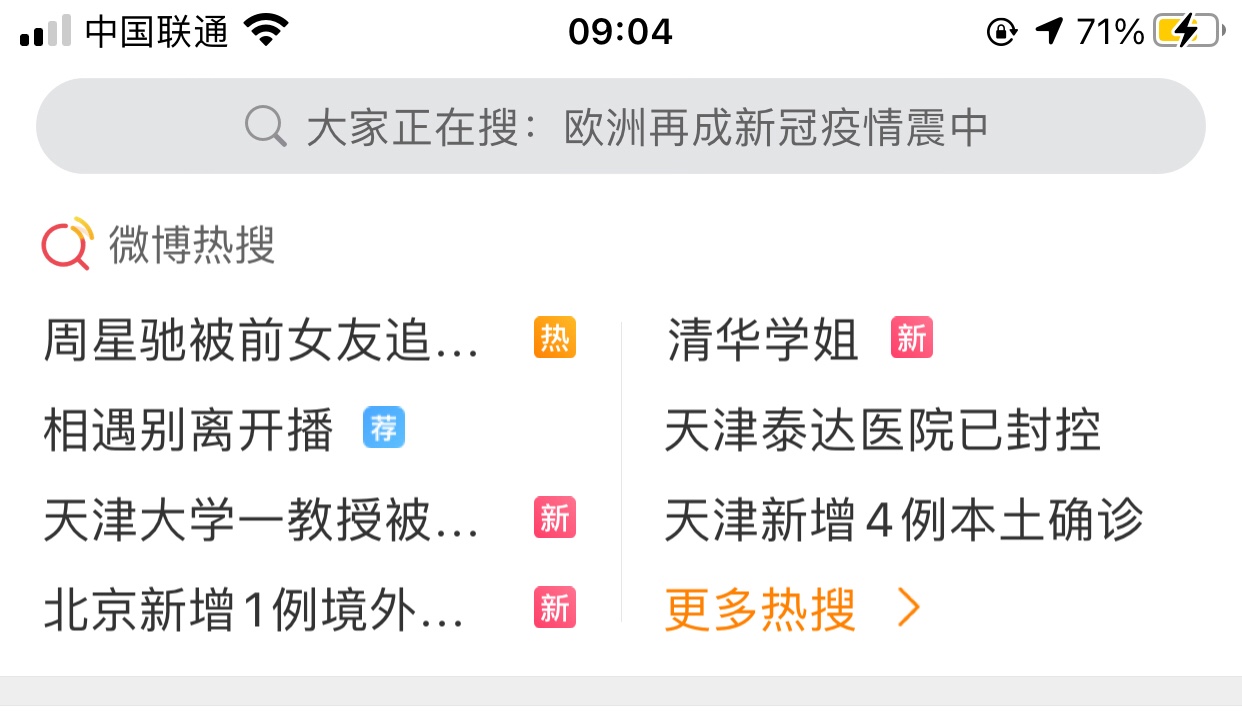 中国联通 09:04 71%
大家正在搜：欧洲再成新冠疫情震中
微博热搜
周星驰被前女友追... 热
清华学姐 新
相遇别离开播 荐
天津泰达医院已封控
天津大学一教授被... 新
天津新增4例本土确诊
北京新增1例境外... 新
更多热搜 >